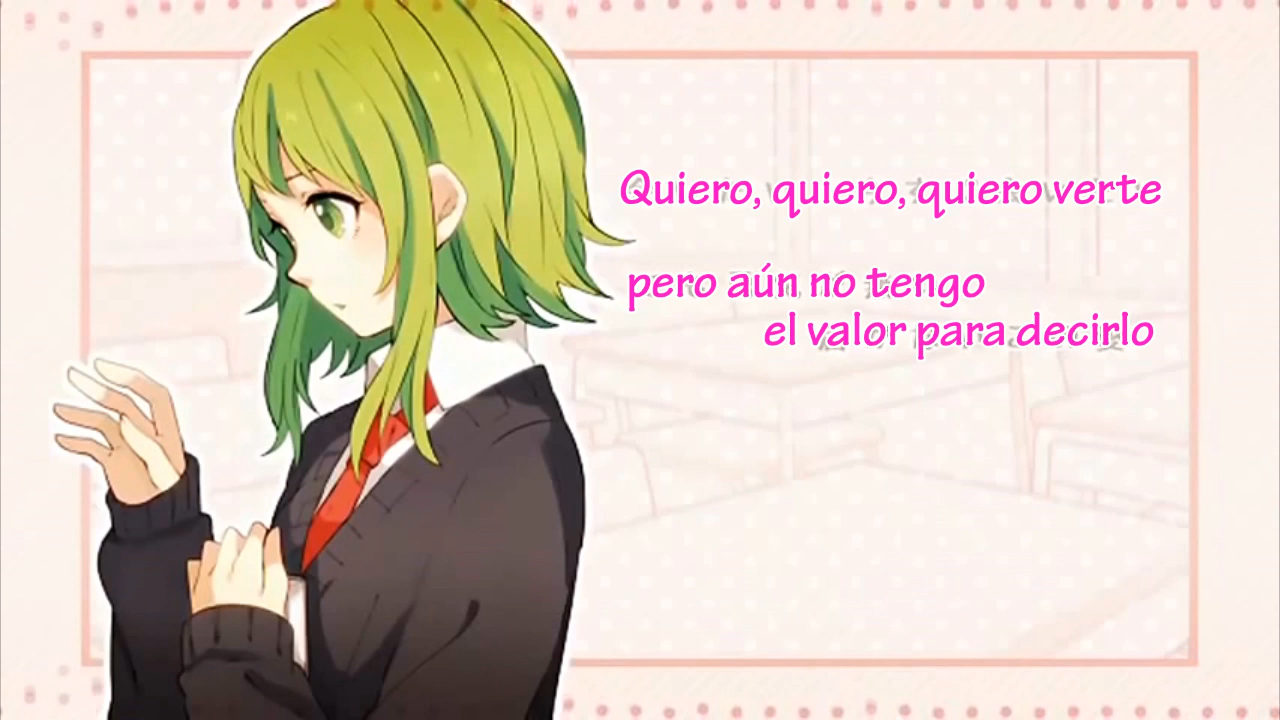 Quiero, quiero, quiero verte
pero aún no tengo
el valor para decirlo